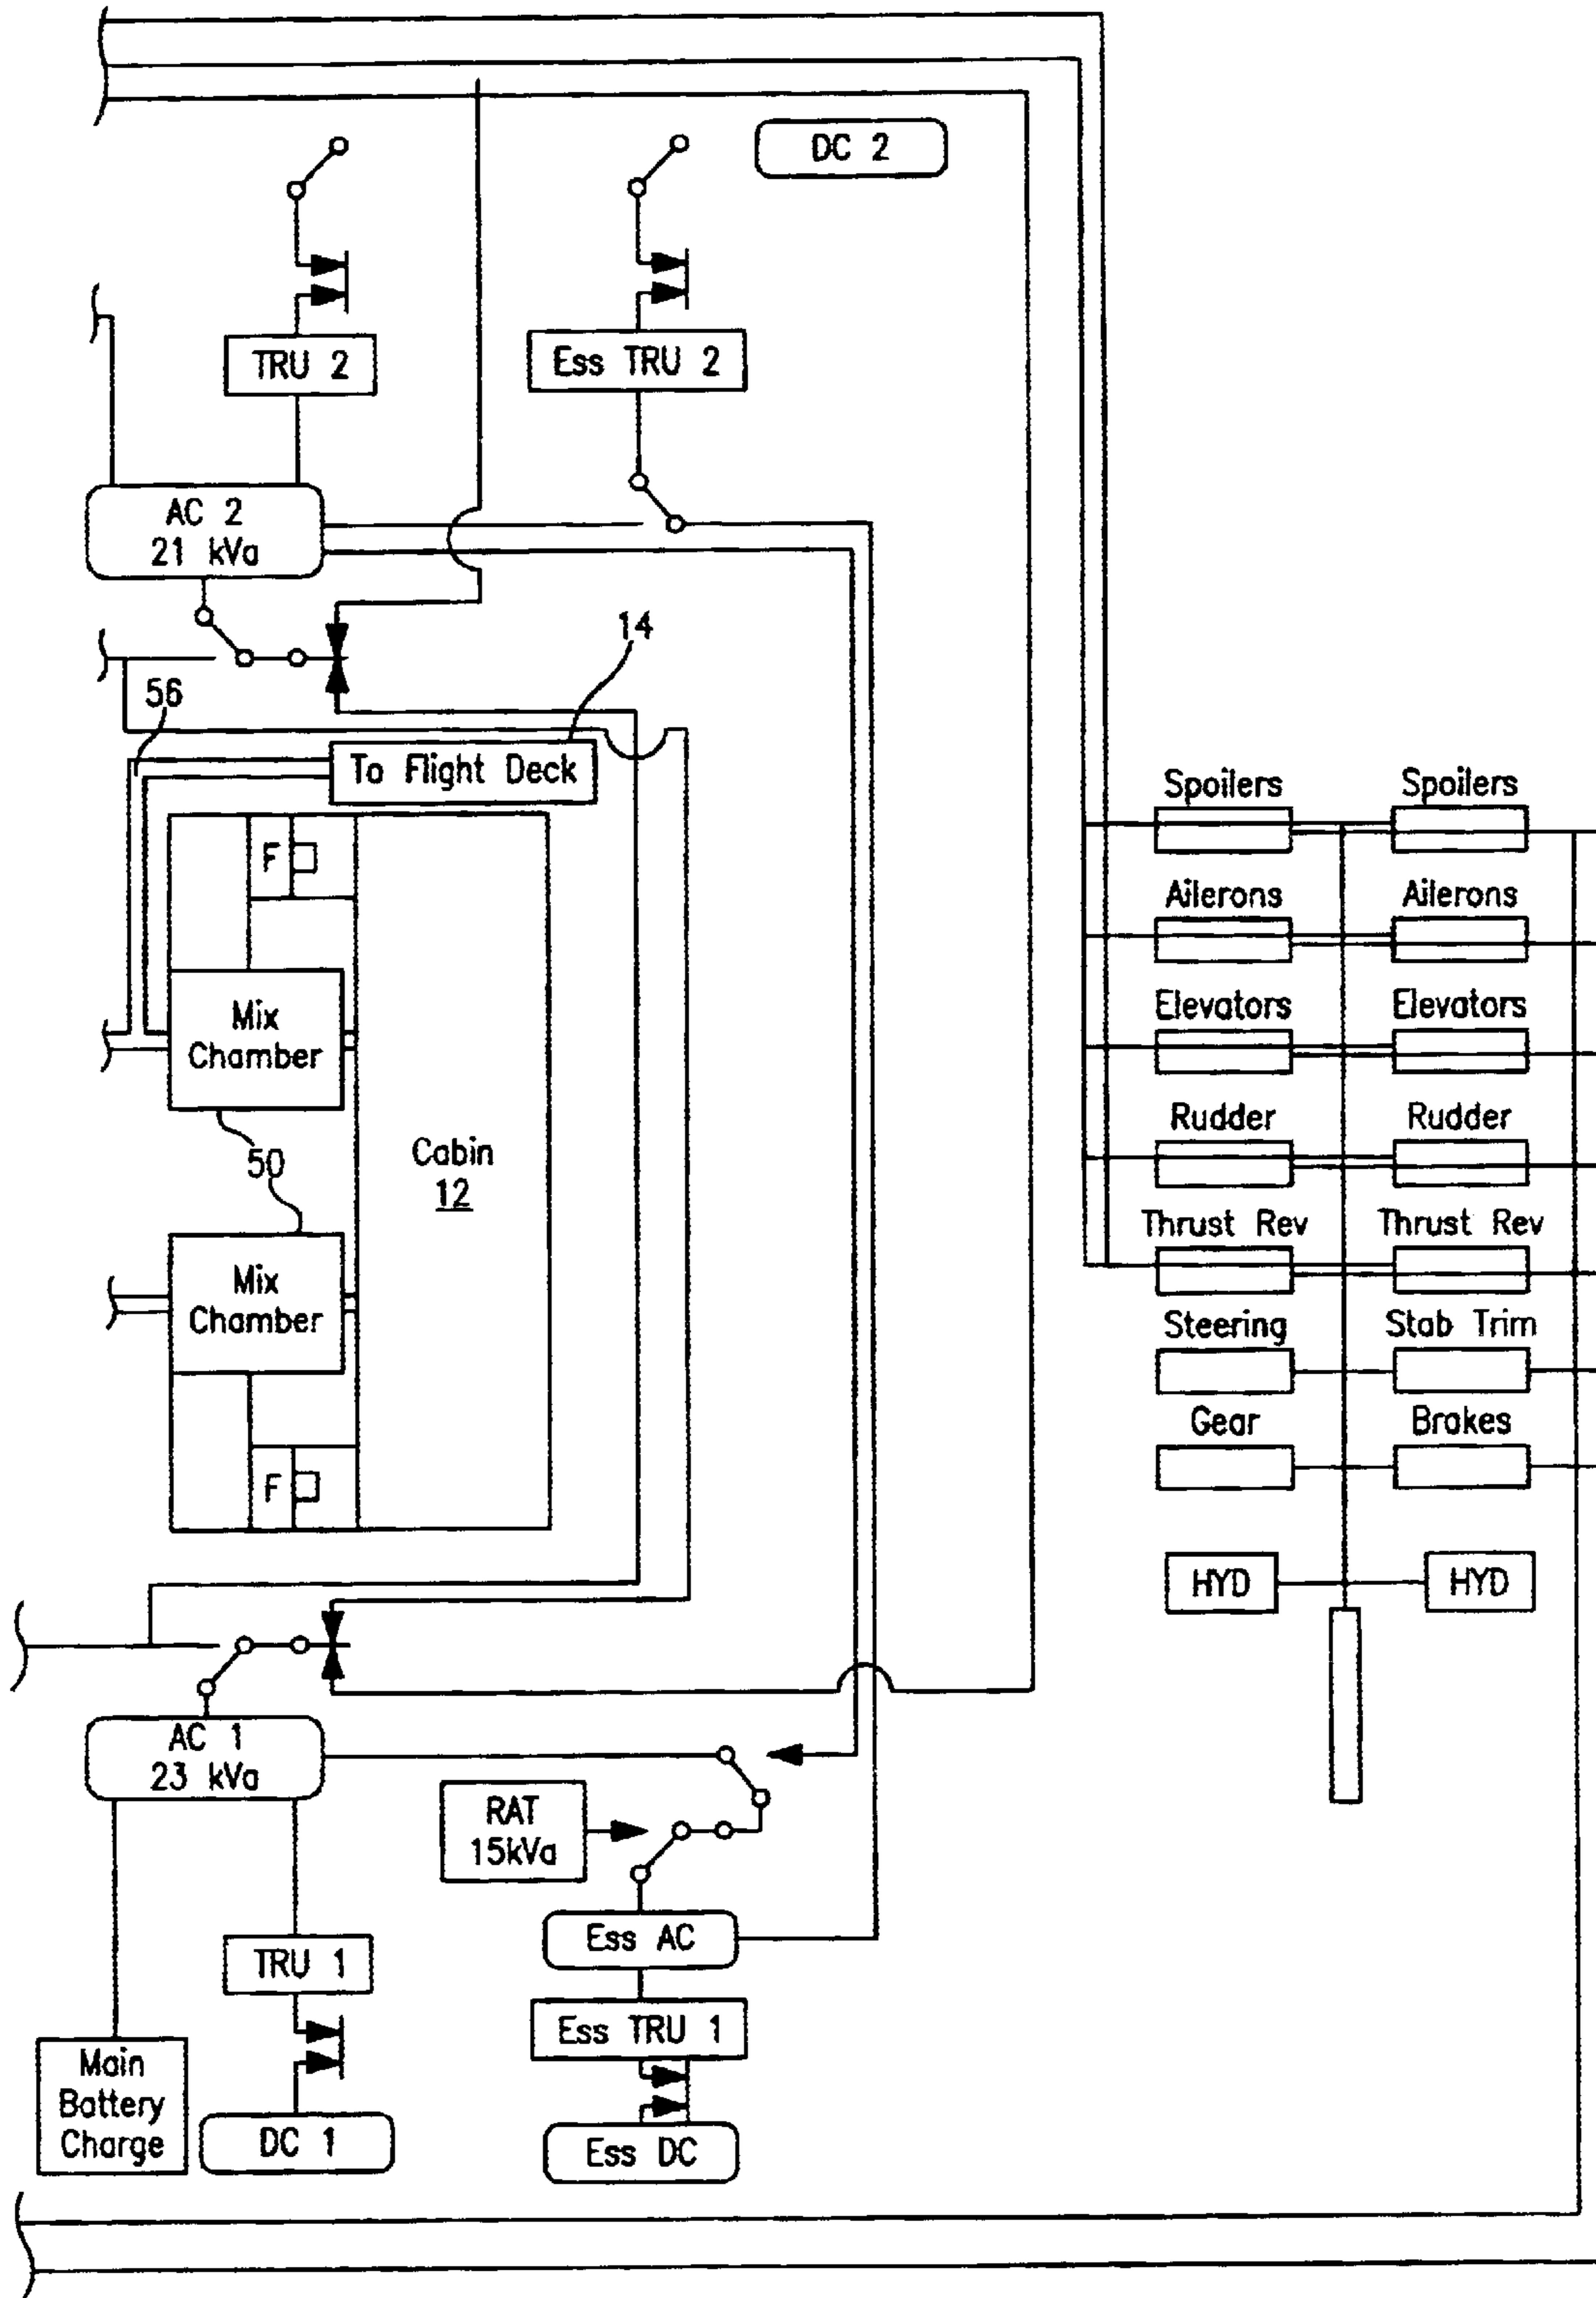 DC 2
TRU 2
Ess TRU 2
AC 2
21 kVa
14
56
To Flight Deck
F
Mix
Chamber
50
Cabin
12
Mix
Chamber
F
Spoilers
Spoilers
Ailerons
Ailerons
Elevators
Elevators
Rudder
Rudder
Thrust Rev
Thrust Rev
Steering
Stab Trim
Gear
Brakes
HYD
HYD
AC 1
23 kVa
RAT
15kVa
Ess AC
TRU 1
Ess TRU 1
Main
Battery
Charge
DC 1
Ess DC